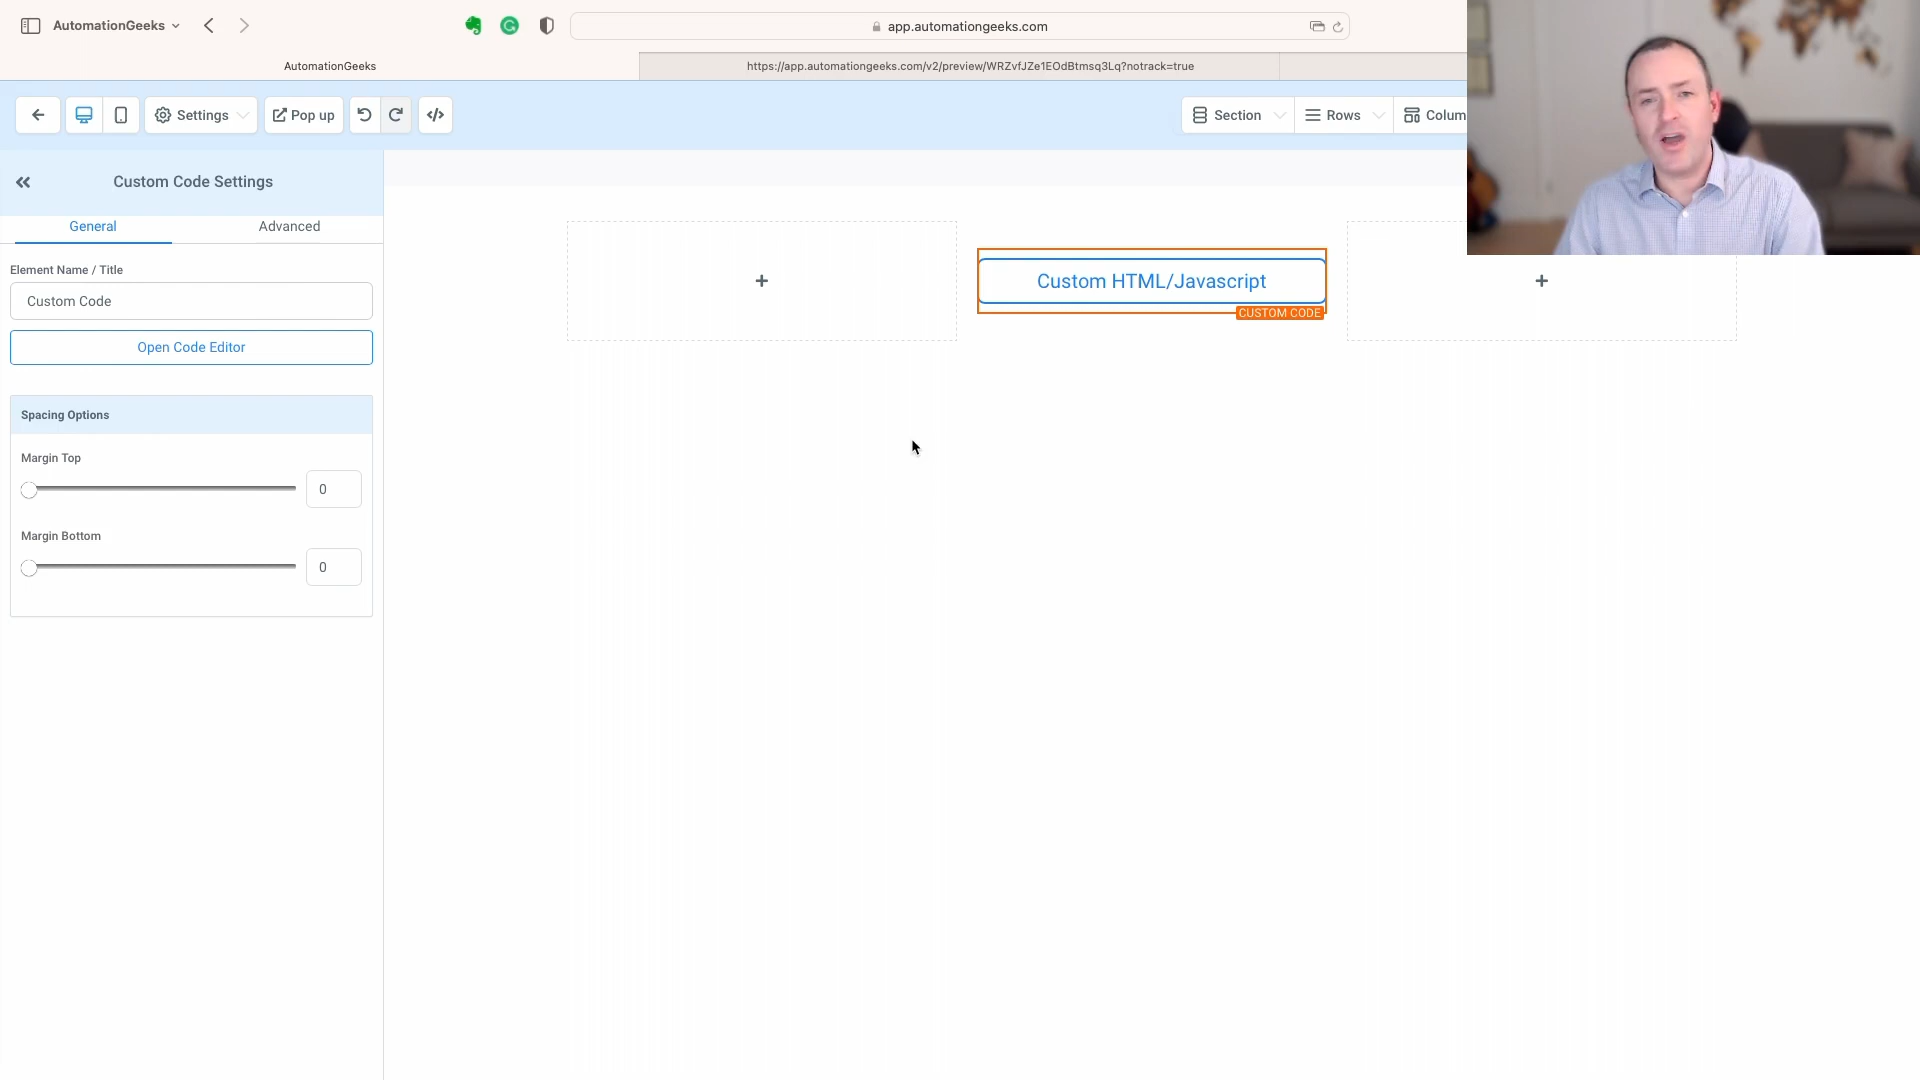 AutomationGeeks
app.automationgeeks.com
AutomationGeeks
https://app.automationgeeks.com/v2/preview/WRZvfJZe1EOdBtmsq3Lq?notrack=true
Settings
Pop up
</>
Section
Rows
Colum
Custom Code Settings
General
Advanced
Element Name / Title
Custom Code
Open Code Editor
Spacing Options
Margin Top
0
Margin Bottom
0
+
Custom HTML/Javascript
CUSTOM CODE
+